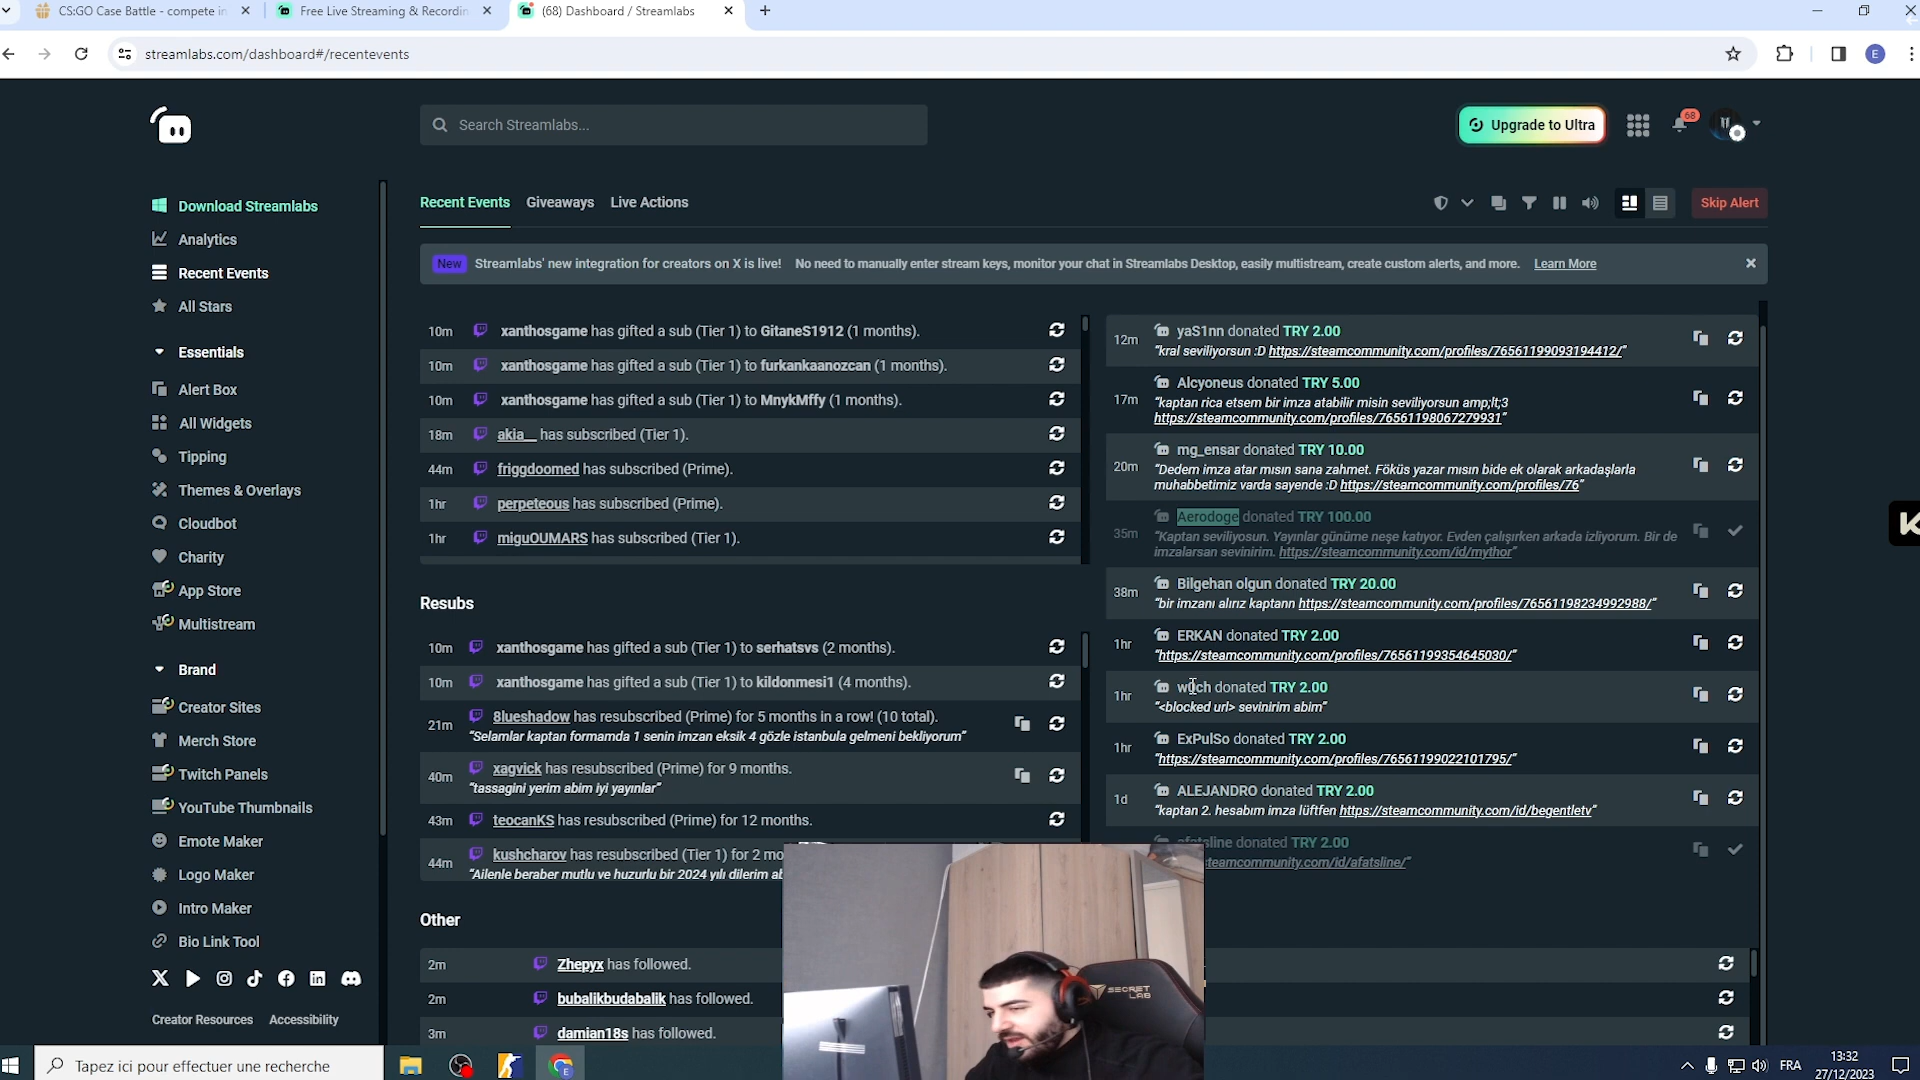 CS:GO Case Battle - compete in
Free Live Streaming & Recordin
(68) Dashboard / Streamlabs
streamlabs.com/dashboard#/recentevents
E
Search Streamlabs...
Upgrade to Ultra
68
Download Streamlabs
Analytics
Recent Events
All Stars
Essentials
Alert Box
All Widgets
Tipping
Themes & Overlays
Cloudbot
Charity
App Store
Multistream
Brand
Creator Sites
Merch Store
Twitch Panels
YouTube Thumbnails
Emote Maker
Logo Maker
Intro Maker
Bio Link Tool
Creator Resources Accessibility
Recent Events Giveaways Live Actions
Skip Alert
New Streamlabs' new integration for creators on X is live! No need to manually enter stream keys, monitor your chat in Streamlabs Desktop, easily multistream, create custom alerts, and more. Learn More
10m xanthosgame has gifted a sub (Tier 1) to GitaneS1912 (1 months).
10m xanthosgame has gifted a sub (Tier 1) to furkankaanozcan (1 months).
10m xanthosgame has gifted a sub (Tier 1) to MnykMffy (1 months).
18m akia__ has subscribed (Tier 1).
44m friggdoomed has subscribed (Prime).
1hr perpeteous has subscribed (Prime).
1hr miguOUMARS has subscribed (Tier 1).
Resubs
10m xanthosgame has gifted a sub (Tier 1) to serhatsvs (2 months).
10m xanthosgame has gifted a sub (Tier 1) to kildonmesi1 (4 months).
21m 8lueshadow has resubscribed (Prime) for 5 months in a row! (10 total).
"Selamlar kaptan formamda 1 senin imzan eksik 4 gözle istanbula gelmeni bekliyorum"
40m xagvick has resubscribed (Prime) for 9 months.
"tassagini yerim abim iyi yayınlar"
43m teocanKS has resubscribed (Prime) for 12 months.
44m kushcharov has resubscribed (Tier 1) for 2 mo
"Ailenle beraber mutlu ve huzurlu bir 2024 yılı dilerim ab
Other
2m Zhepyx has followed.
2m bubalikbudabalik has followed.
3m damian18s has followed.
12m yaS1nn donated TRY 2.00
"kral seviliyorsun :D https://steamcommunity.com/profiles/76561199093194412/"
17m Alcyoneus donated TRY 5.00
"kaptan rica etsem bir imza atabilir misin seviliyorsun amp;lt;3
https://steamcommunity.com/profiles/76561198067279931"
20m mg_ensar donated TRY 10.00
"Dedem imza atar mısın sana zahmet. Föküs yazar mısın bide ek olarak arkadaşlarla
muhabbetimiz varda sayende :D https://steamcommunity.com/profiles/76"
35m Aerodoge donated TRY 100.00
"Kaptan seviliyosun. Yayınlar günüme neşe katıyor. Evden çalışırken arkada izliyorum. Bir de
imzalarsan sevinirim. https://steamcommunity.com/id/mythor"
38m Bilgehan olgun donated TRY 20.00
"bir imzanı alırız kaptann https://steamcommunity.com/profiles/76561198234992988/"
1hr ERKAN donated TRY 2.00
"https://steamcommunity.com/profiles/76561199354645030/"
1hr donated TRY 2.00
"<blocked url> sevinirim abim"
1hr ExPulSo donated TRY 2.00
"https://steamcommunity.com/profiles/76561199022101795/"
1d ALEJANDRO donated TRY 2.00
"kaptan 2. hesabım imza lüftfen https://steamcommunity.com/id/begentletv"
afatsline donated TRY 2.00
steamcommunity.com/id/afatsline/"
SECRET
LAB
K
Tapez ici pour effectuer une recherche
FRA
13:32
27/12/2023